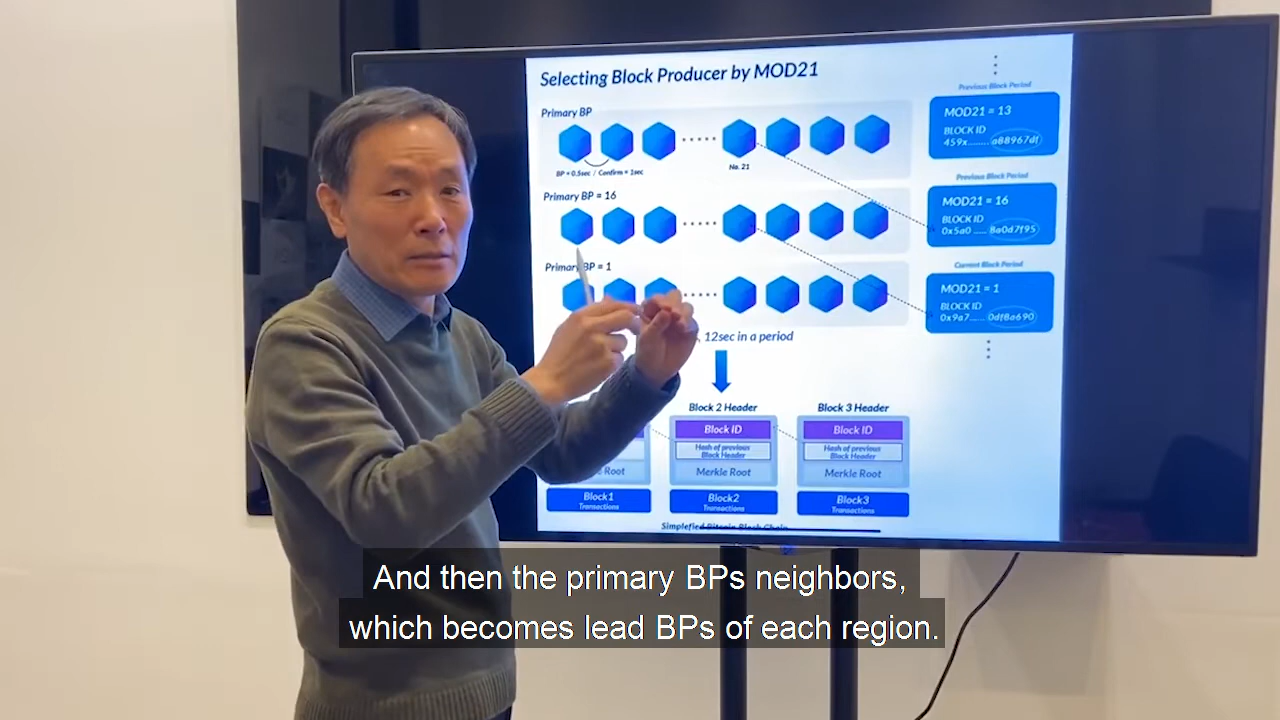 Selecting Block Producer by MOD21
Primary BP
BP = 0.5sec / Confirm = 1sec
No. 21
Primary BP = 16
Primary BP = 1
, 12sec in a period
Previous Block Period
MOD21 = 13
BLOCK ID
459x........ a88967df
Previous Block Period
MOD21 = 16
BLOCK ID
0x5a0 ..... 8a0d7f95
Current Block Period
MOD21 = 1
BLOCK ID
0x9a7...... 0df8a690
Block 2 Header
Block ID
Hash of previous
Block Header
Merkle Root
Block 3 Header
Block ID
Hash of previous
Block Header
Merkle Root
Root
Block1
Transactions
Block2
Transactions
Block3
Transactions
Simplefied Bitcoin Block Chain
And then the primary BPs neighbors,
which becomes lead BPs of each region.